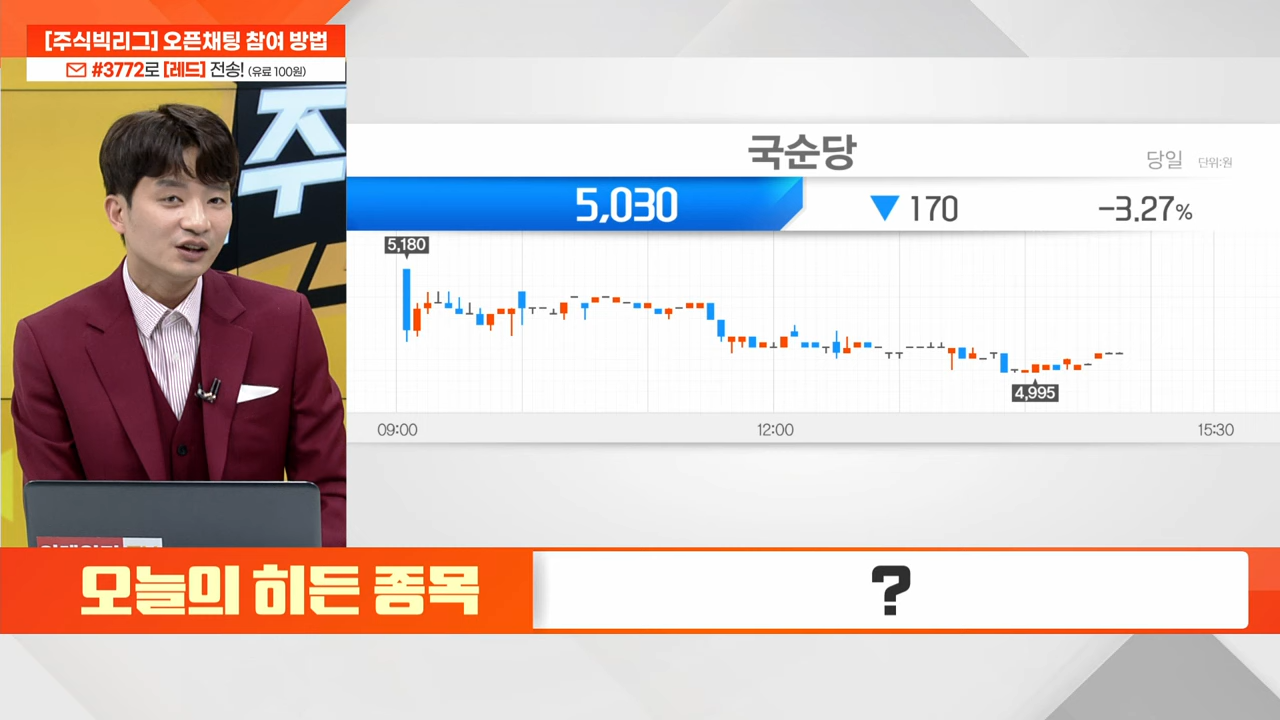 [주식빅리그] 오픈채팅 참여 방법
#3772로 [레드] 전송! (유료 100원)
주
국순당
당일 단위:원
5,030 ▼ 170 -3.27%
5,180
4,995
09:00 12:00 15:30
오늘의 히든 종목 ?